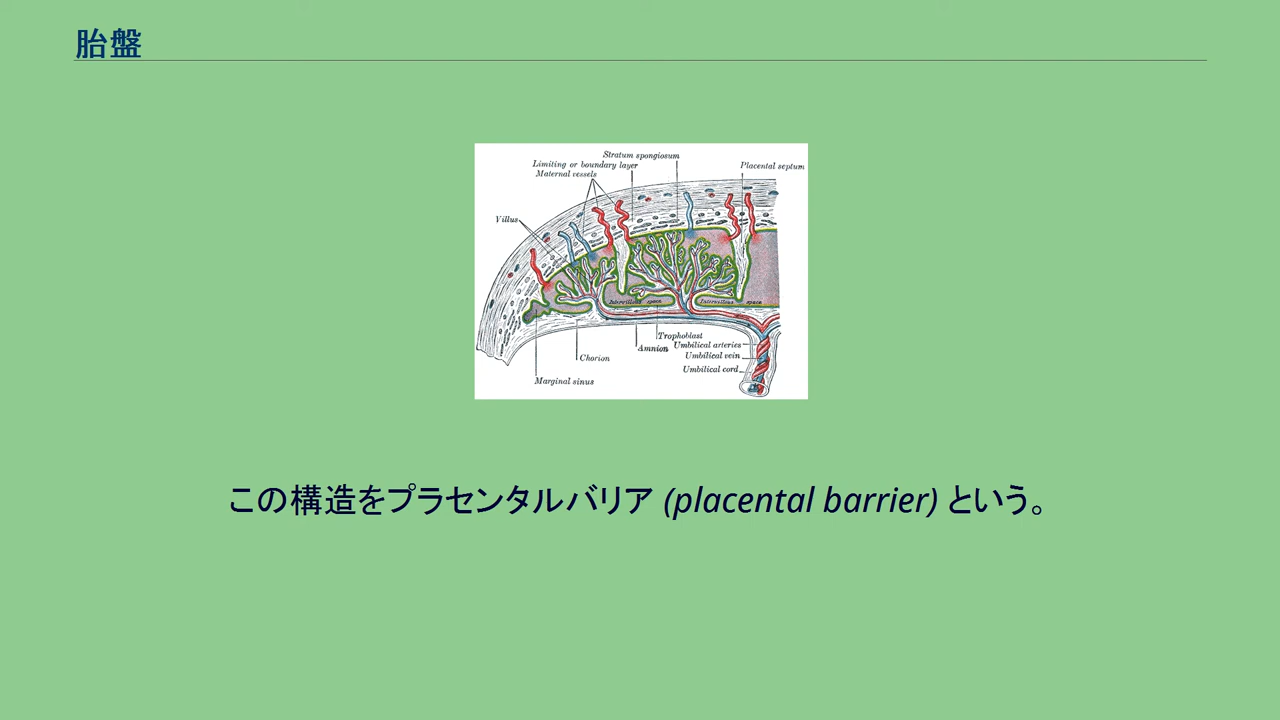 胎盤
Stratum spongiosum
Limiting or boundary layer
Maternal vessels
Placental septum
Villus
Intervillous space
Intervillous space
Trophoblast
Umbilical arteries
Amnion
Umbilical vein
Chorion
Umbilical cord
Marginal sinus
この構造をプラセンタルバリア (placental barrier) という。